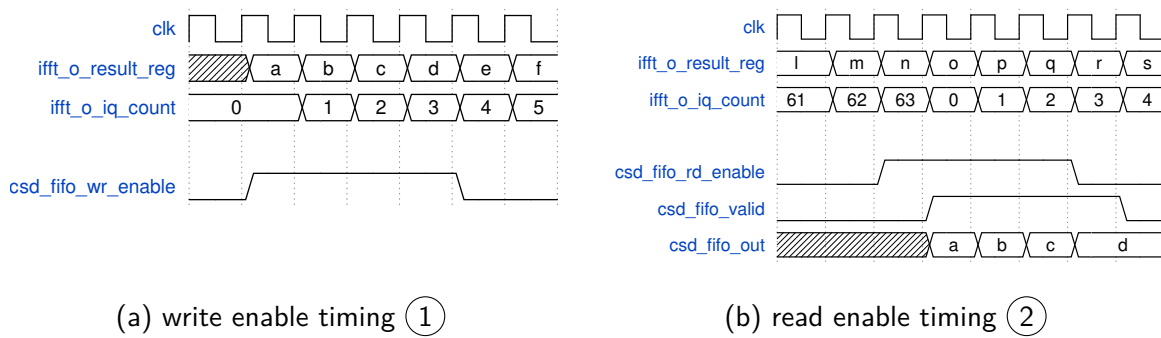 clk
ifft_o_result_reg a b c d e f
ifft_o_iq_count 0 1 2 3 4 5
csd_fifo_wr_enable
(a) write enable timing 1
clk
ifft_o_result_reg l m n o p q r s
ifft_o_iq_count 61 62 63 0 1 2 3 4
csd_fifo_rd_enable
csd_fifo_valid
csd_fifo_out a b c d
(b) read enable timing 2